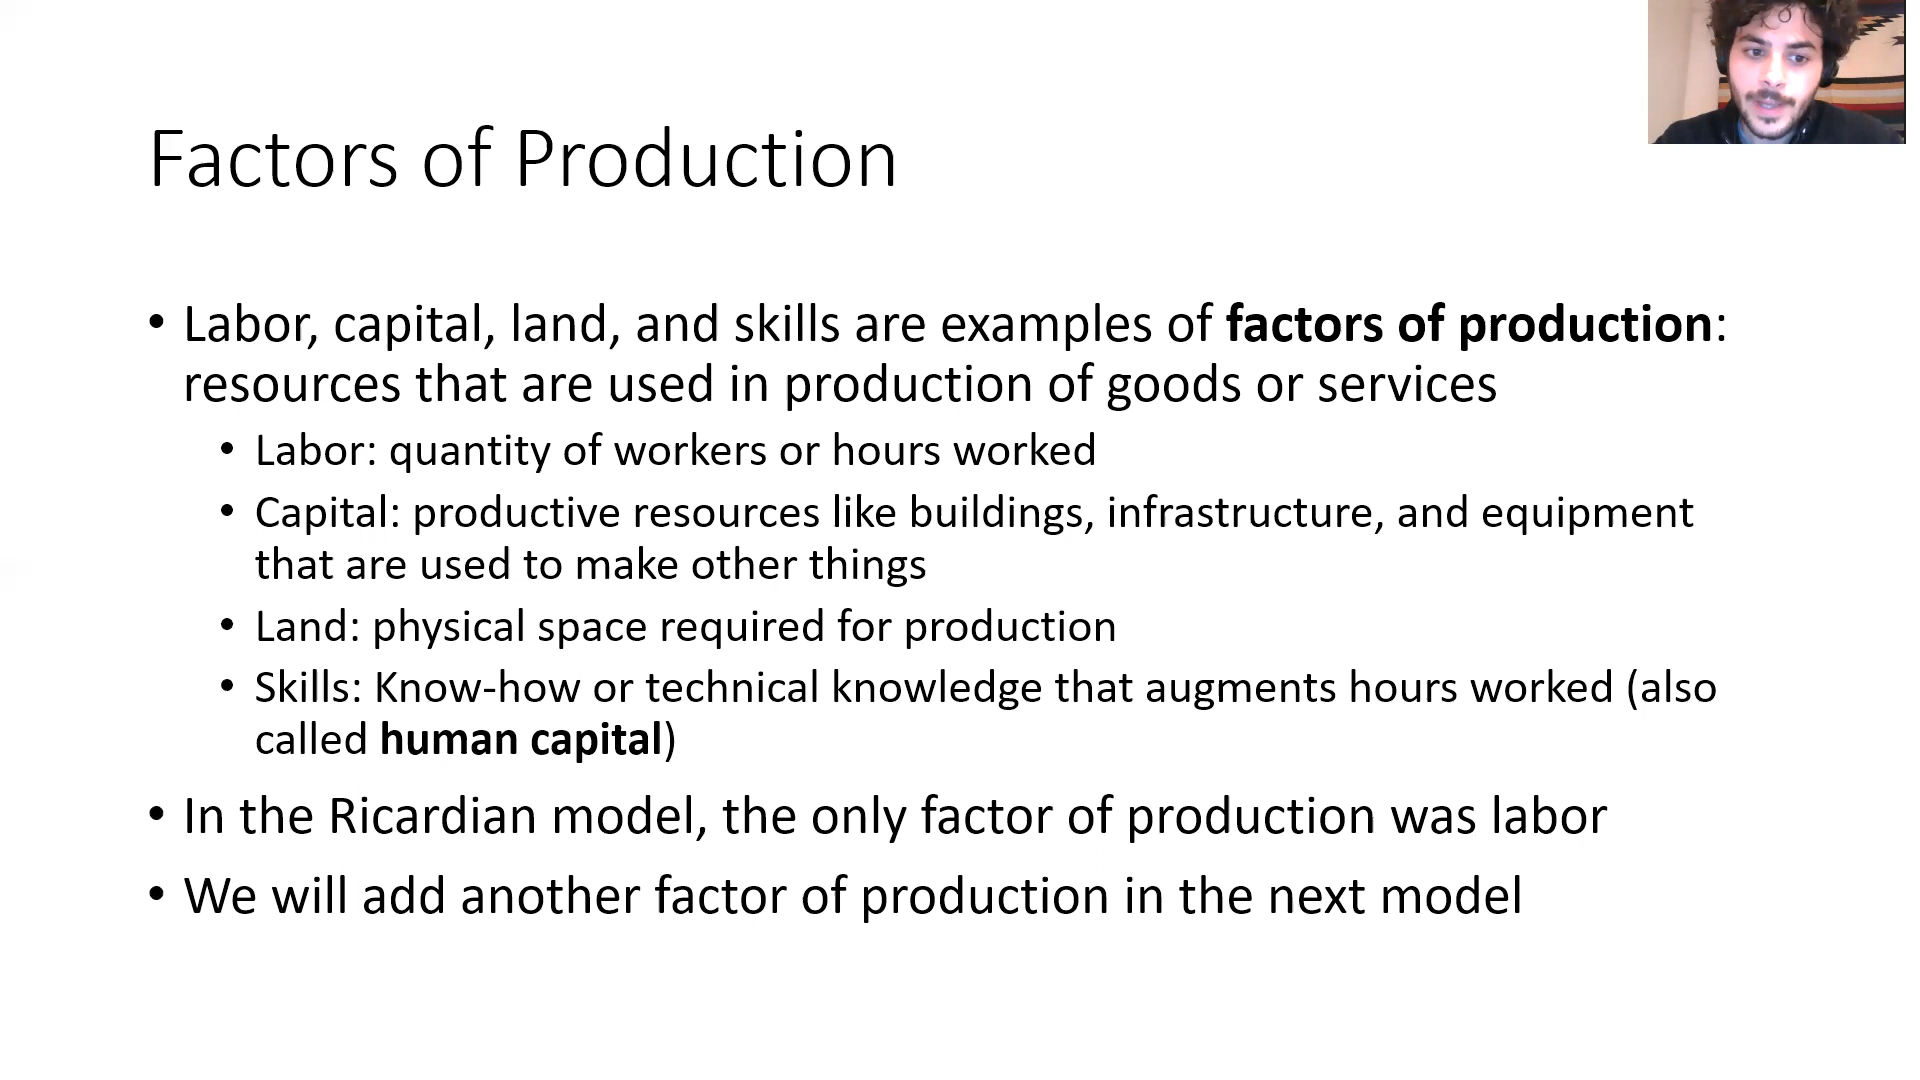 Factors of Production
• Labor, capital, land, and skills are examples of factors of production:
resources that are used in production of goods or services
• Labor: quantity of workers or hours worked
• Capital: productive resources like buildings, infrastructure, and equipment
that are used to make other things
• Land: physical space required for production
• Skills: Know-how or technical knowledge that augments hours worked (also
called human capital)
• In the Ricardian model, the only factor of production was labor
• We will add another factor of production in the next model